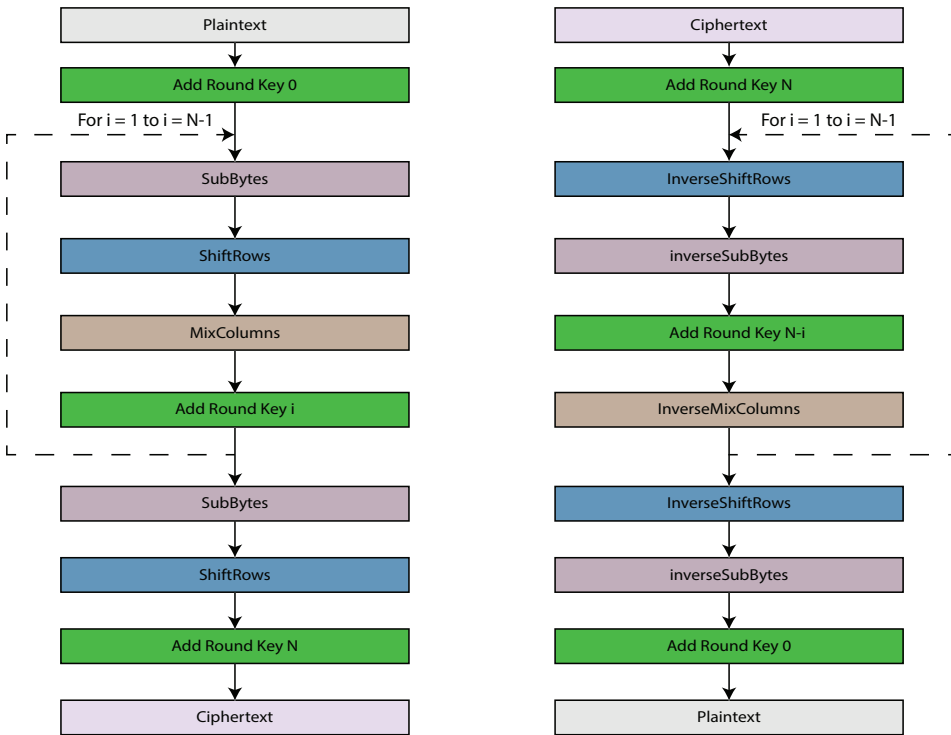 Plaintext
Add Round Key 0
For i = 1 to i = N-1
SubBytes
ShiftRows
MixColumns
Add Round Key i
SubBytes
ShiftRows
Add Round Key N
Ciphertext
Ciphertext
Add Round Key N
For i = 1 to i = N-1
InverseShiftRows
inverseSubBytes
Add Round Key N-i
InverseMixColumns
InverseShiftRows
inverseSubBytes
Add Round Key 0
Plaintext